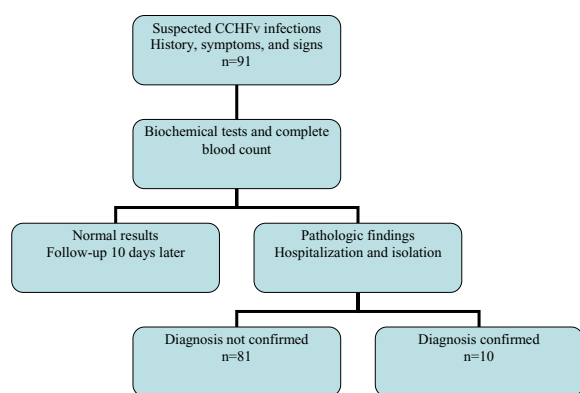 Suspected CCHFv infections
History, symptoms, and signs
n=91
Biochemical tests and complete
blood count
Normal results
Follow-up 10 days later
Pathologic findings
Hospitalization and isolation
Diagnosis not confirmed
n=81
Diagnosis confirmed
n=10